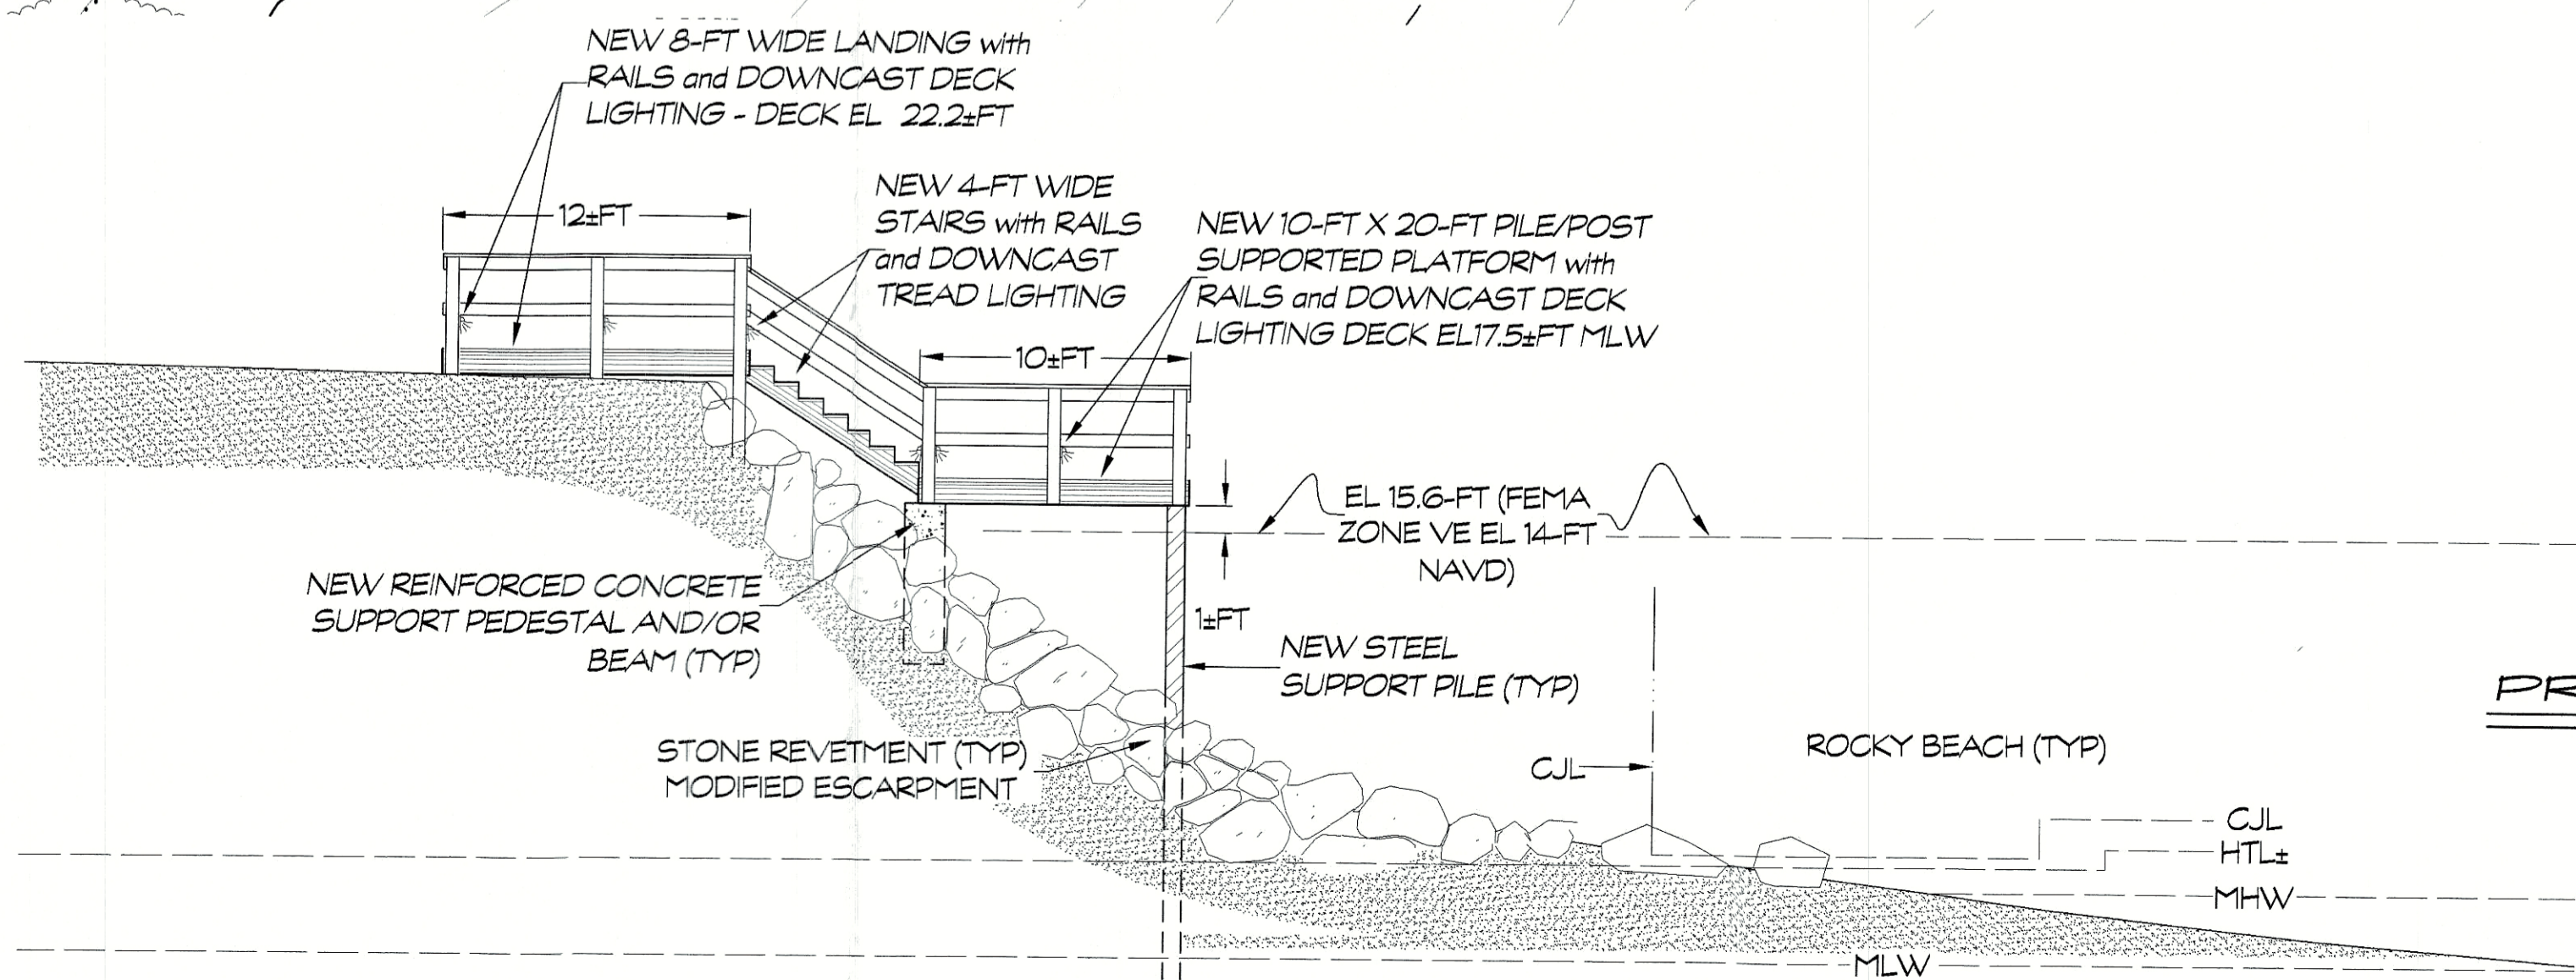 NEW 8-FT WIDE LANDING with
RAILS and DOWNCAST DECK
LIGHTING - DECK EL 22.2±FT
12±FT
NEW 4-FT WIDE
STAIRS with RAILS
and DOWNCAST
TREAD LIGHTING
NEW 10-FT X 20-FT PILE/POST
SUPPORTED PLATFORM with
RAILS and DOWNCAST DECK
LIGHTING DECK EL17.5±FT MLW
10±FT
EL 15.6-FT (FEMA
ZONE VE EL 14-FT
NAVD)
NEW REINFORCED CONCRETE
SUPPORT PEDESTAL AND/OR
BEAM (TYP)
1±FT
NEW STEEL
SUPPORT PILE (TYP)
STONE REVETMENT (TYP)
MODIFIED ESCARPMENT
CJL
ROCKY BEACH (TYP)
PR
CJL
HTL±
MHW
MLW